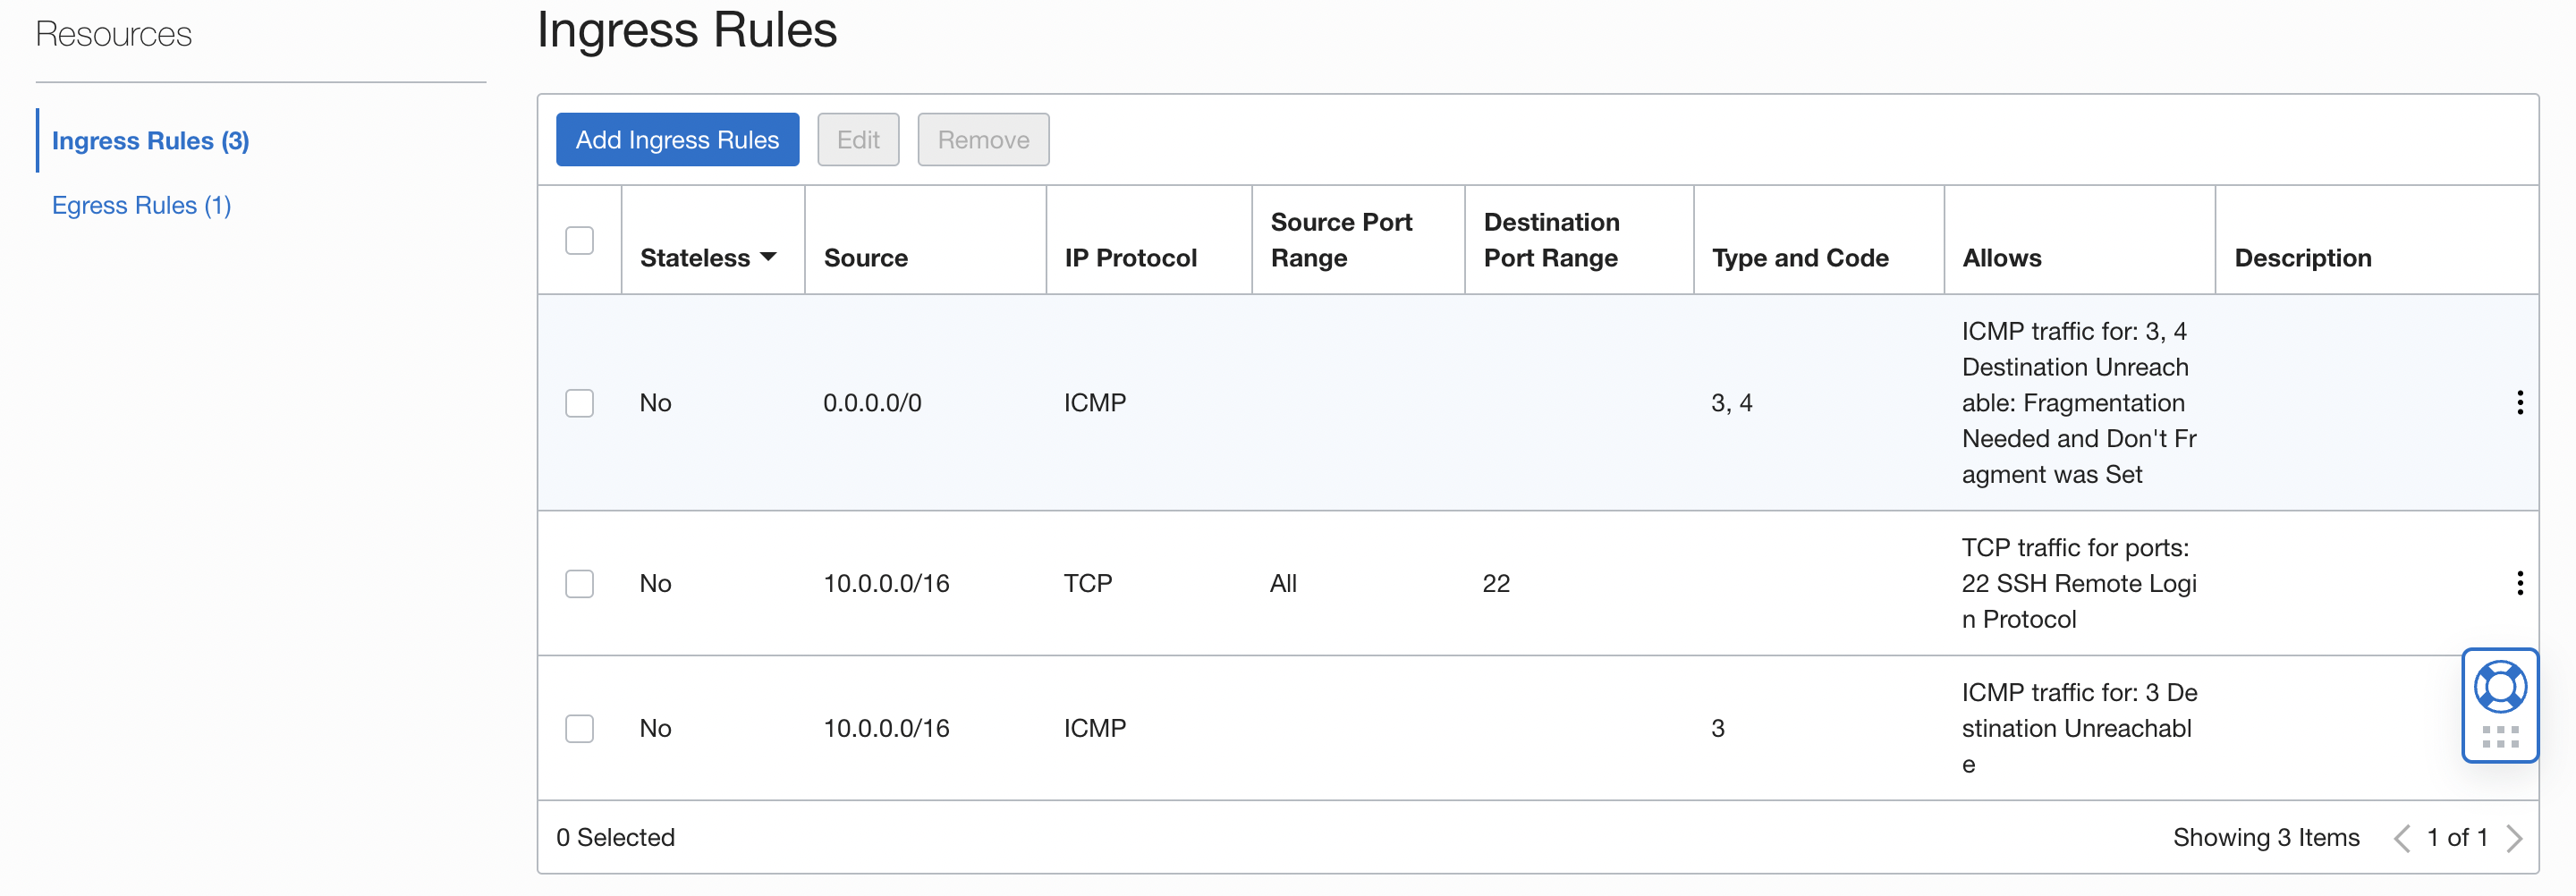 Resources
Ingress Rules (3)
Egress Rules (1)
Ingress Rules
Add Ingress Rules Edit Remove
Stateless Source IP Protocol Source Port Range Destination Port Range Type and Code Allows Description
No 0.0.0.0/0 ICMP 3, 4 ICMP traffic for: 3, 4
Destination Unreach
able: Fragmentation
Needed and Don't Fr
agment was Set
No 10.0.0.0/16 TCP All 22 TCP traffic for ports:
22 SSH Remote Logi
n Protocol
No 10.0.0.0/16 ICMP 3 ICMP traffic for: 3 De
stination Unreachabl
e
0 Selected Showing 3 Items 1 of 1